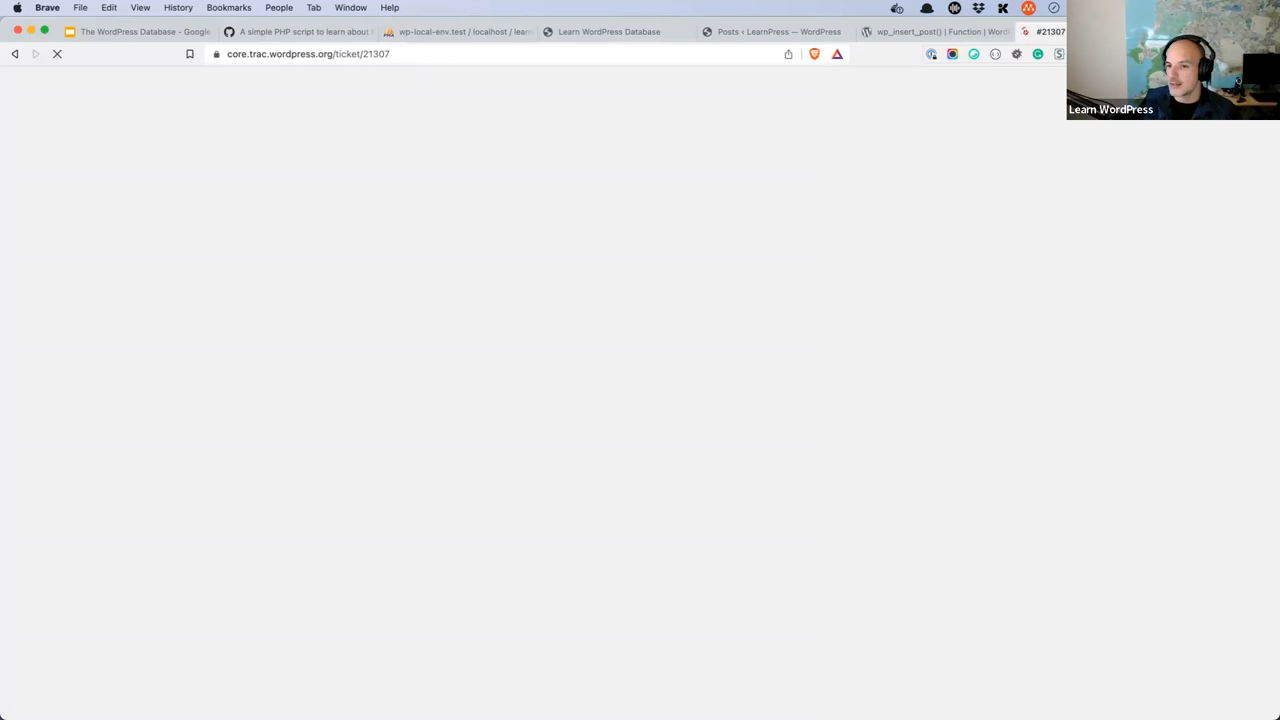 Brave File Edit View History Bookmarks People Tab Window Help
The WordPress Database - Google
A simple PHP script to learn about
wp-local-env.test / localhost / learn
Learn WordPress Database
Posts ‹ LearnPress — WordPress
wp_insert_post() | Function | Word
#21307
core.trac.wordpress.org/ticket/21307
Learn WordPress